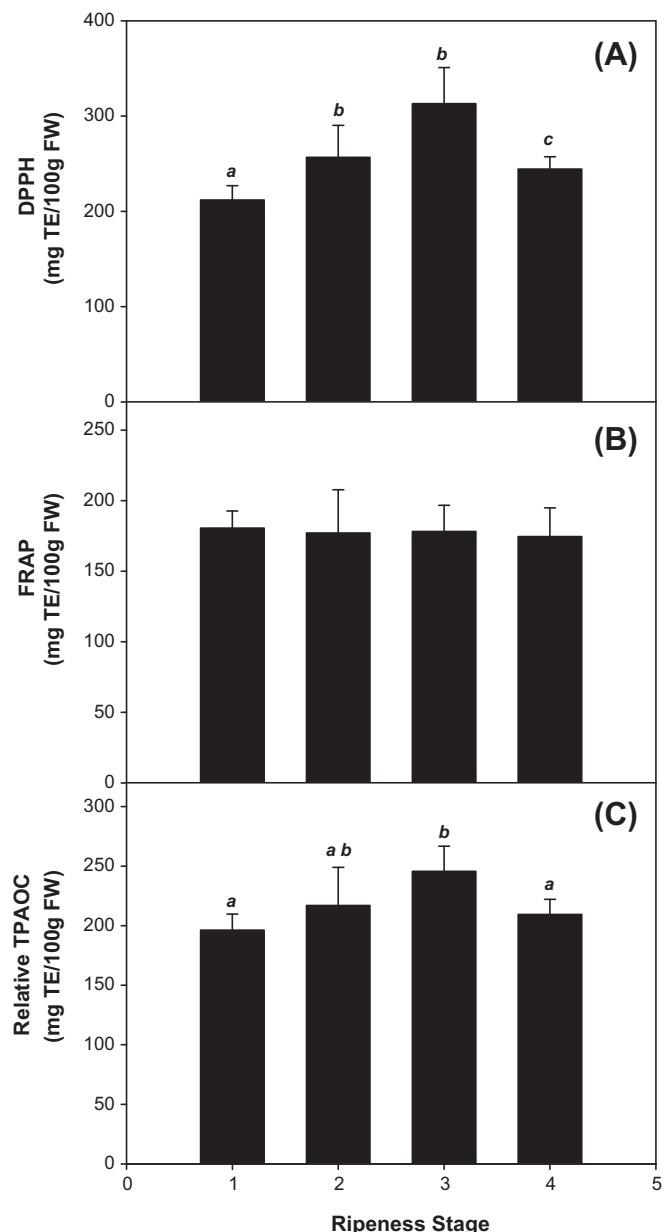 400
(A)
b
b
300
c
a
DPPH
(mg TE/100g FW)
200
100
0
250
(B)
200
FRAP
(mg TE/100g FW)
150
100
50
0
300
(C)
b
a b
250
a
a
200
Relative TPAOC
(mg TE/100g FW)
150
100
50
0
0 1 2 3 4 5
Ripeness Stage